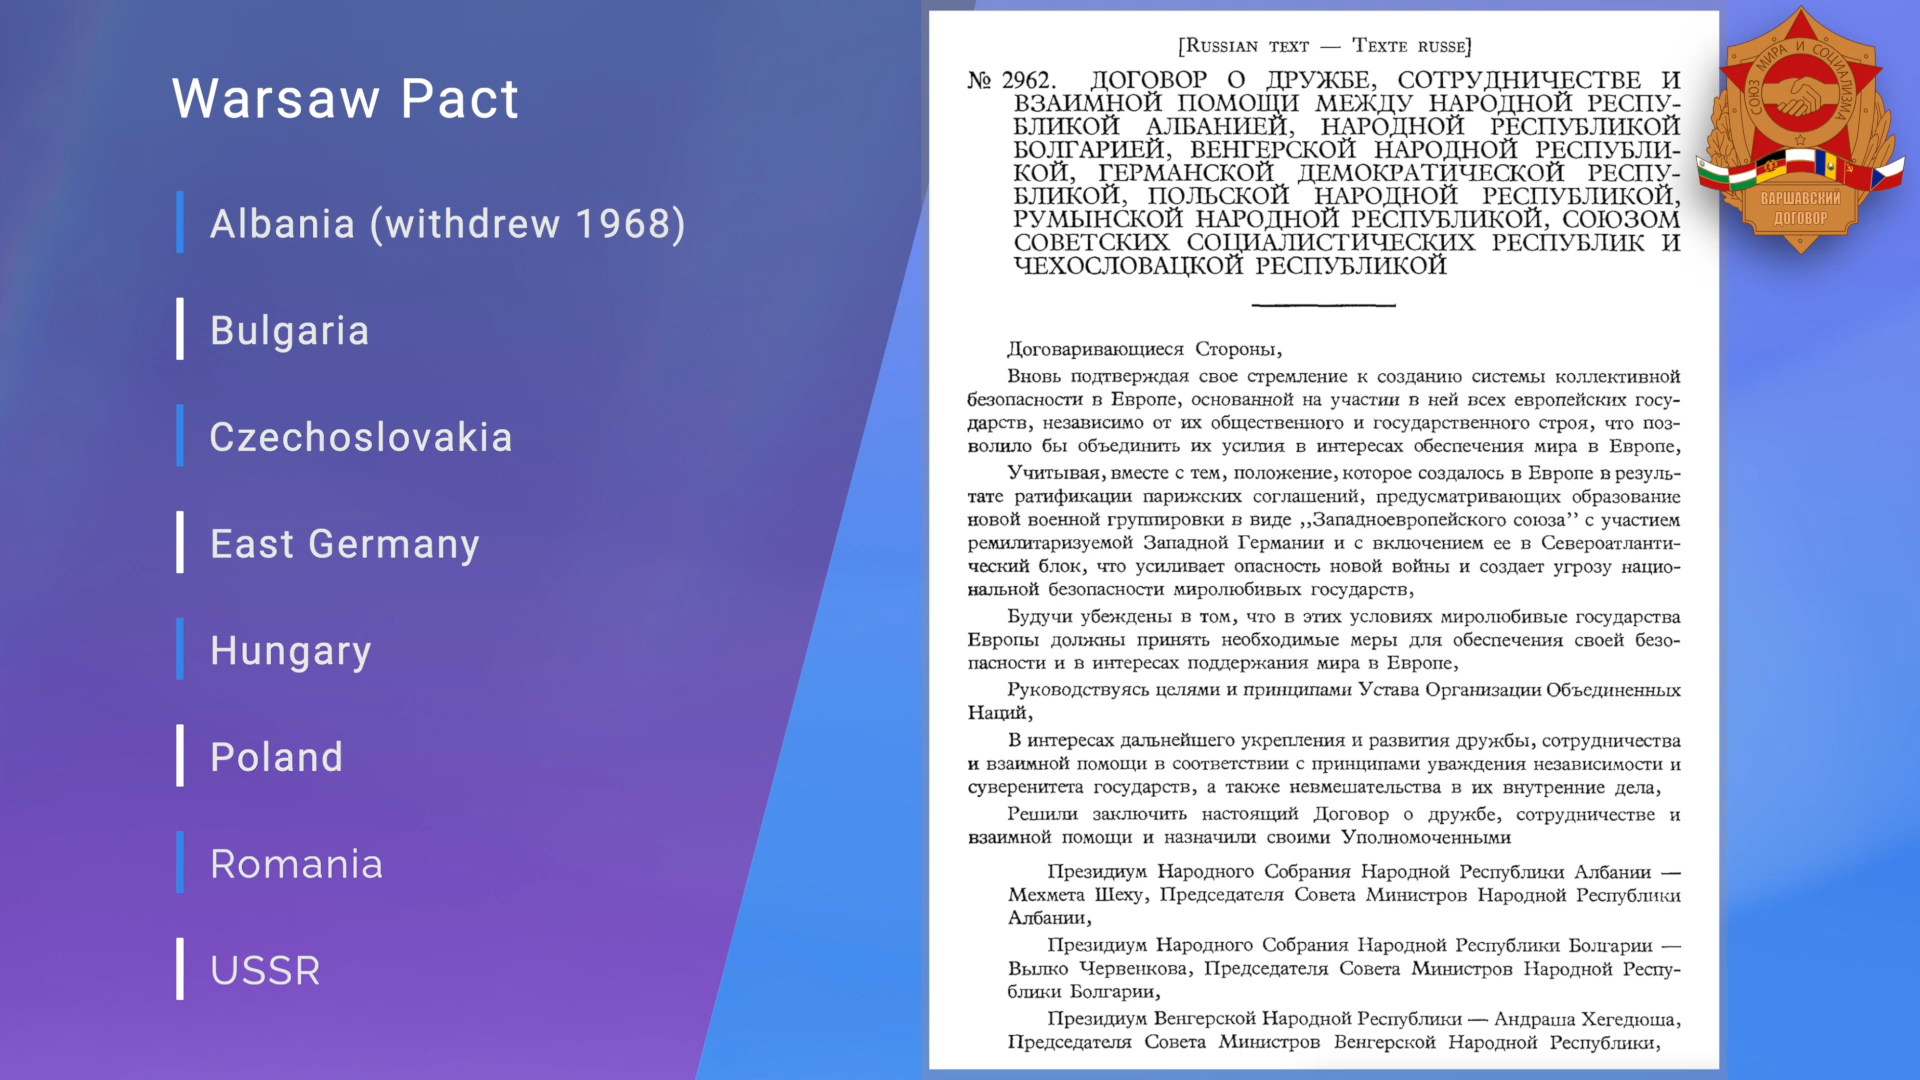 Warsaw Pact
Albania (withdrew 1968)
Bulgaria
Czechoslovakia
East Germany
Hungary
Poland
Romania
USSR
[Russian text — Texte russe]
№ 2962. ДОГОВОР О ДРУЖБЕ, СОТРУДНИЧЕСТВЕ И
ВЗАИМНОЙ ПОМОЩИ МЕЖДУ НАРОДНОЙ РЕСПУ-
БЛИКОЙ АЛБАНИЕЙ, НАРОДНОЙ РЕСПУБЛИКОЙ
БОЛГАРИЕЙ, ВЕНГЕРСКОЙ НАРОДНОЙ РЕСПУБЛИ-
КОЙ, ГЕРМАНСКОЙ ДЕМОКРАТИЧЕСКОЙ РЕСПУ-
БЛИКОЙ, ПОЛЬСКОЙ НАРОДНОЙ РЕСПУБЛИКОЙ,
РУМЫНСКОЙ НАРОДНОЙ РЕСПУБЛИКОЙ, СОЮЗОМ
СОВЕТСКИХ СОЦИАЛИСТИЧЕСКИХ РЕСПУБЛИК И
ЧЕХОСЛОВАЦКОЙ РЕСПУБЛИКОЙ
Договаривающиеся Стороны,
Вновь подтверждая свое стремление к созданию системы коллективной
безопасности в Европе, основанной на участии в ней всех европейских госу-
дарств, независимо от их общественного и государственного строя, что поз-
волило бы объединить их усилия в интересах обеспечения мира в Европе,
Учитывая, вместе с тем, положение, которое создалось в Европе в резуль-
тате ратификации парижских соглашений, предусматривающих образование
новой военной группировки в виде ,,Западноевропейского союза’’ с участием
ремилитаризуемой Западной Германии и с включением ее в Североатланти-
ческий блок, что усиливает опасность новой войны и создает угрозу нацио-
нальной безопасности миролюбивых государств,
Будучи убеждены в том, что в этих условиях миролюбивые государства
Европы должны принять необходимые меры для обеспечения своей безо-
пасности и в интересах поддержания мира в Европе,
Руководствуясь целями и принципами Устава Организации Объединенных
Наций,
В интересах дальнейшего укрепления и развития дружбы, сотрудничества
и взаимной помощи в соответствии с принципами уважения независимости и
суверенитета государств, а также невмешательства в их внутренние дела,
Решили заключить настоящий Договор о дружбе, сотрудничестве и
взаимной помощи и назначили своими Уполномоченными
Президиум Народного Собрания Народной Республики Албании —
Мехмета Шеху, Председателя Совета Министров Народной Республики
Албании,
Президиум Народного Собрания Народной Республики Болгарии —
Вылко Червенкова, Председателя Совета Министров Народной Респу-
блики Болгарии,
Президиум Венгерской Народной Республики — Андраша Хегедюша,
Председателя Совета Министров Венгерской Народной Республики,
СОЮЗ МИРА И СОЦИАЛИЗМА
ВАРШАВСКИЙ
ДОГОВОР